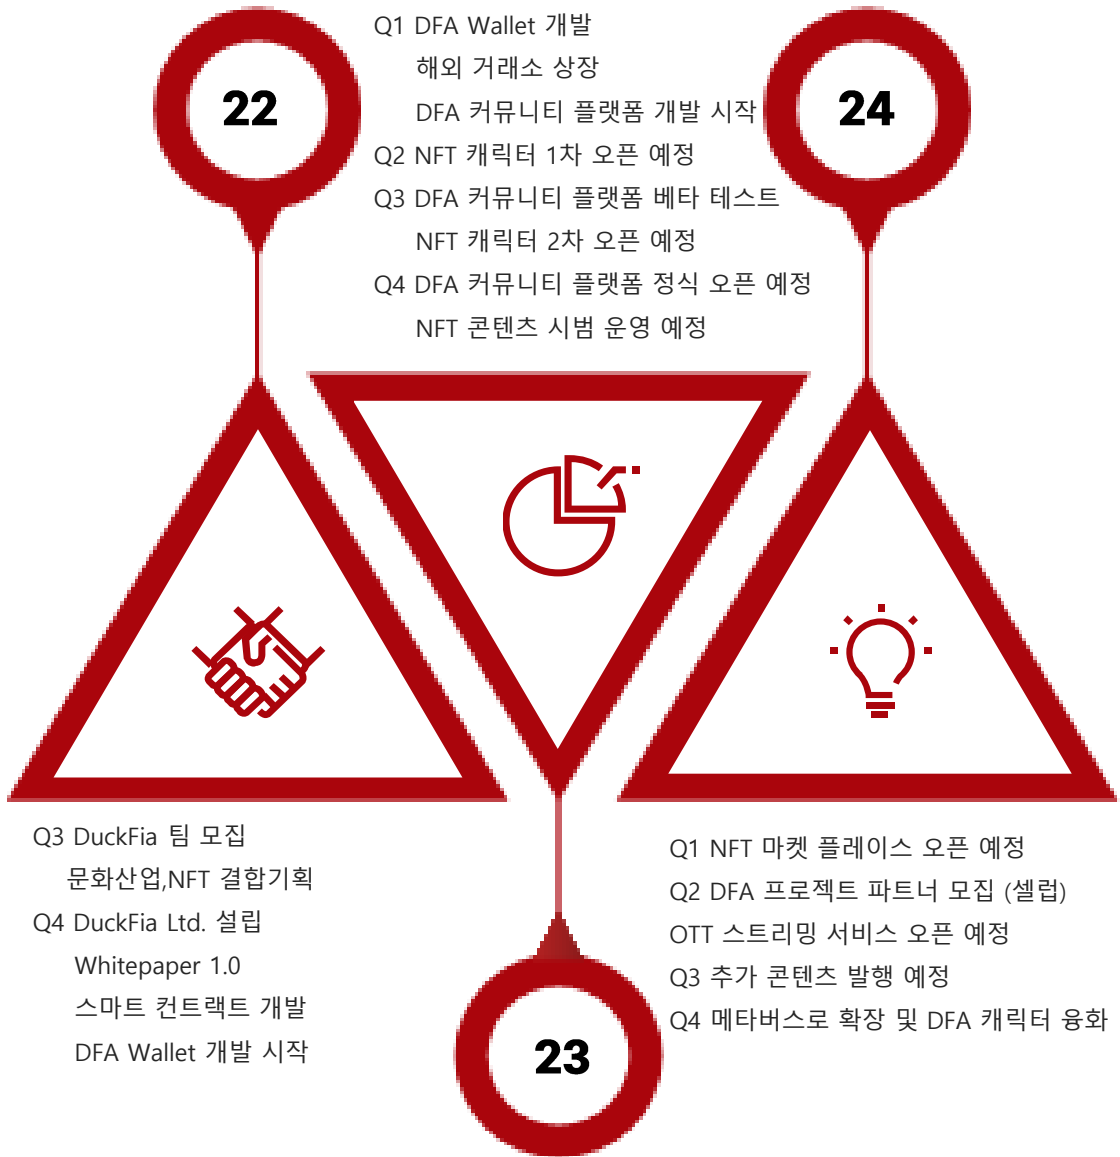 22
Q3 DuckFia 팀 모집
문화산업,NFT 결합기획
Q4 DuckFia Ltd. 설립
Whitepaper 1.0
스마트 컨트랙트 개발
DFA Wallet 개발 시작
Q1 DFA Wallet 개발
해외 거래소 상장
DFA 커뮤니티 플랫폼 개발 시작
Q2 NFT 캐릭터 1차 오픈 예정
Q3 DFA 커뮤니티 플랫폼 베타 테스트
NFT 캐릭터 2차 오픈 예정
Q4 DFA 커뮤니티 플랫폼 정식 오픈 예정
NFT 콘텐츠 시범 운영 예정
23
24
Q1 NFT 마켓 플레이스 오픈 예정
Q2 DFA 프로젝트 파트너 모집 (셀럽)
OTT 스트리밍 서비스 오픈 예정
Q3 추가 콘텐츠 발행 예정
Q4 메타버스로 확장 및 DFA 캐릭터 융화